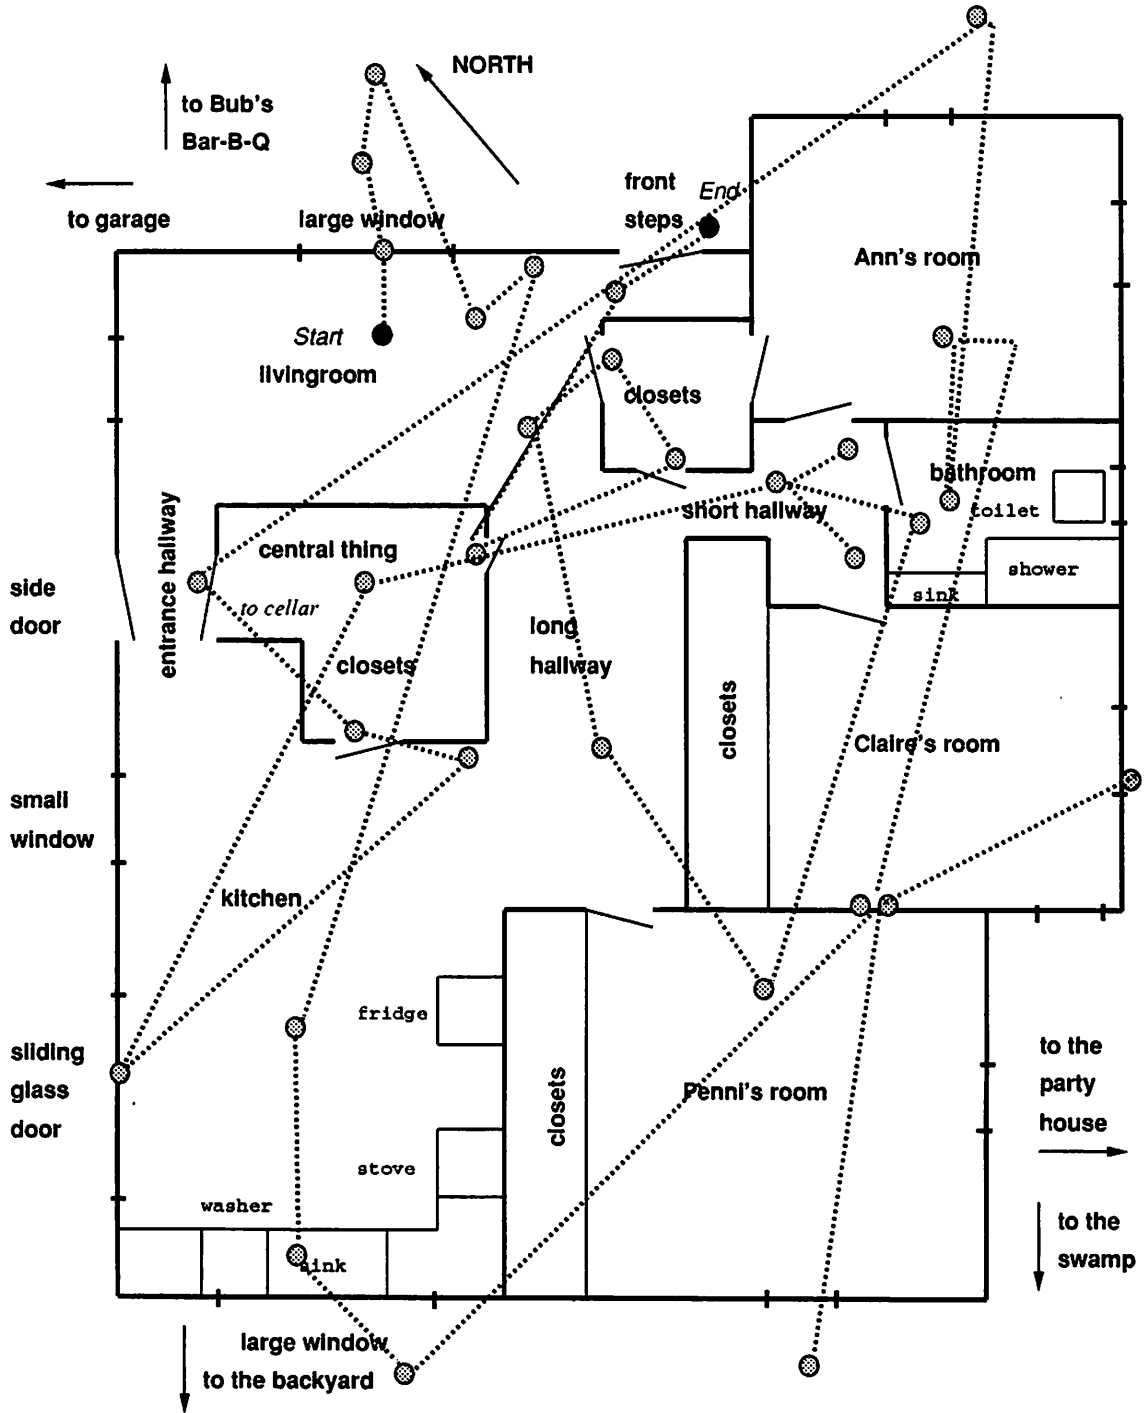 NORTH
to Bub's
Bar-B-Q
front
steps
End
to garage
large window
Ann's room
Start
livingroom
closets
bathroom
toilet
short hallway
central thing
entrance hallway
shower
side
door
to cellar
sink
long
hallway
closets
closets
Claire's room
small
window
kitchen
fridge
sliding
glass
door
closets
Penni's room
to the
party
house
stove
washer
sink
to the
swamp
large window
to the backyard